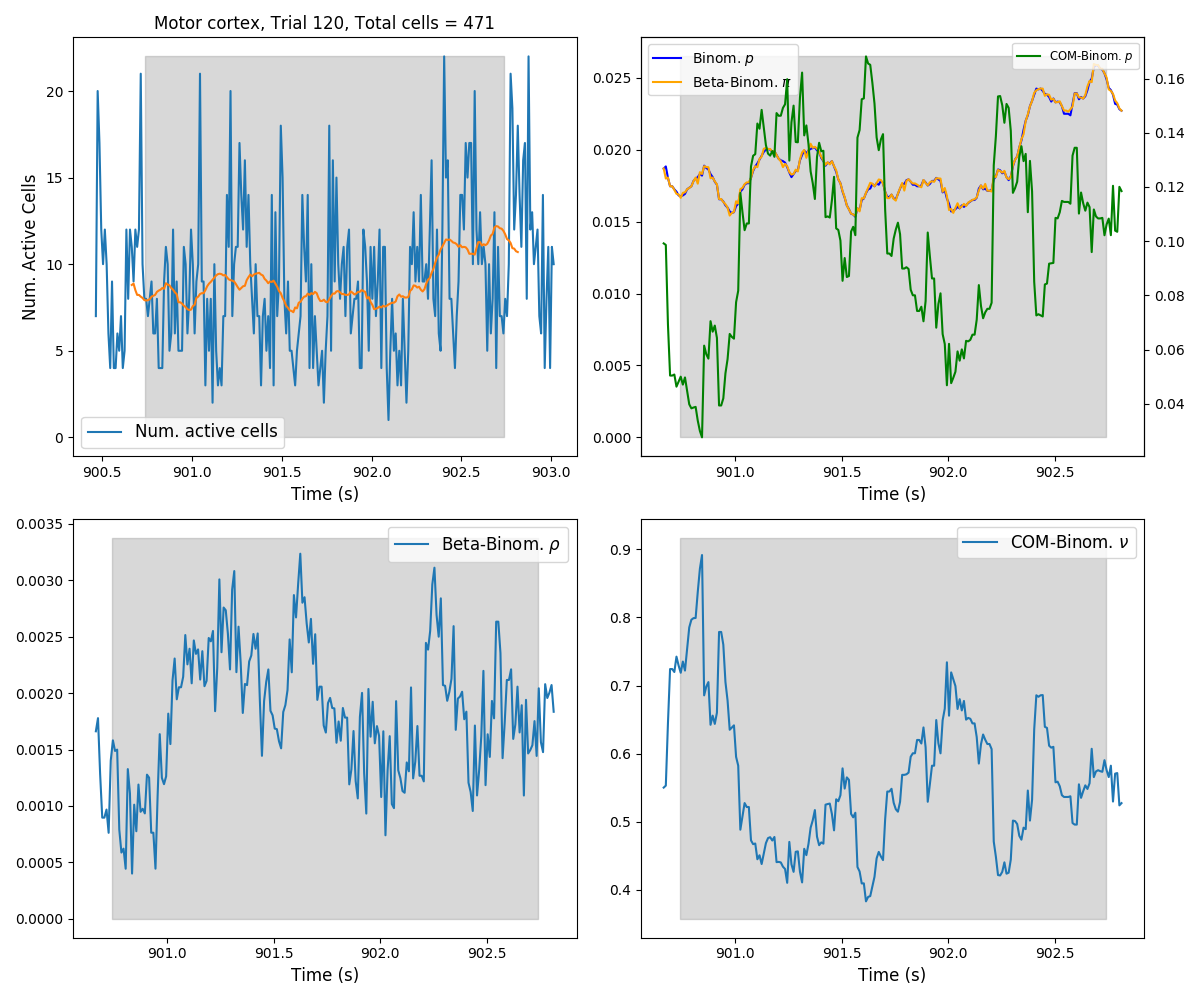 Motor cortex, Trial 120, Total cells = 471
Num. Active Cells
20
15
10
5
0
Num. active cells
900.5 901.0 901.5 902.0 902.5 903.0
Time (s)
Binom. p
Beta-Binom. π
COM-Binom. p
0.025
0.020
0.015
0.010
0.005
0.000
0.16
0.14
0.12
0.10
0.08
0.06
0.04
901.0 901.5 902.0 902.5
Time (s)
Beta-Binom. ρ
0.0035
0.0030
0.0025
0.0020
0.0015
0.0010
0.0005
0.0000
901.0 901.5 902.0 902.5
Time (s)
COM-Binom. ν
0.9
0.8
0.7
0.6
0.5
0.4
901.0 901.5 902.0 902.5
Time (s)